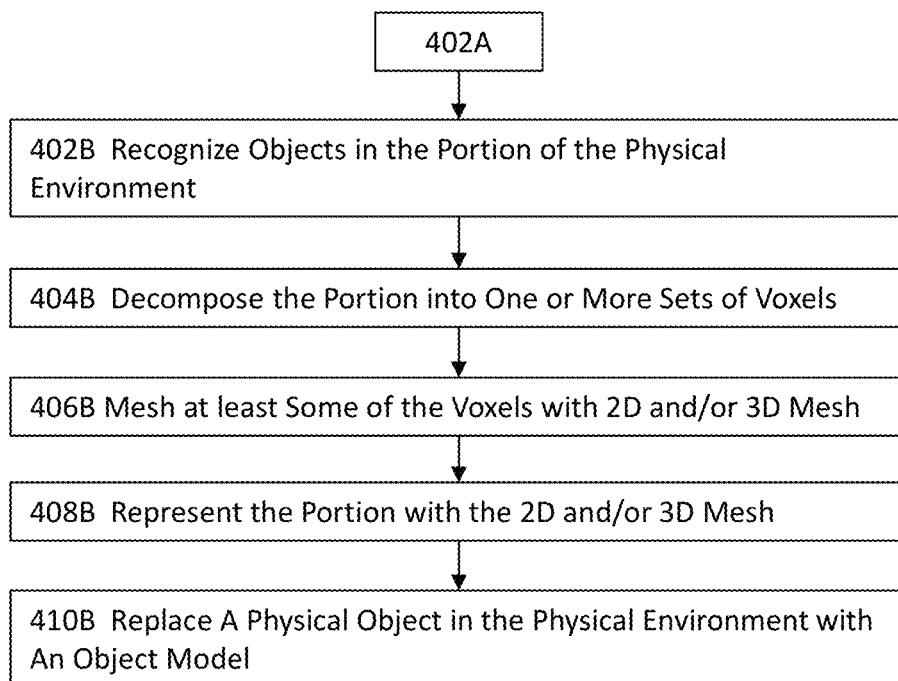 402A
402B Recognize Objects in the Portion of the Physical
Environment
404B Decompose the Portion into One or More Sets of Voxels
406B Mesh at least Some of the Voxels with 2D and/or 3D Mesh
408B Represent the Portion with the 2D and/or 3D Mesh
410B Replace A Physical Object in the Physical Environment with
An Object Model